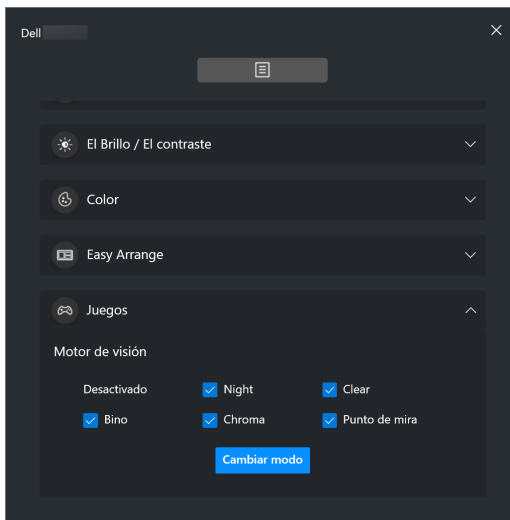 Dell
El Brillo / El contraste
Color
Easy Arrange
Juegos
Motor de visión
Desactivado Night Clear
Bino Chroma Punto de mira
Cambiar modo